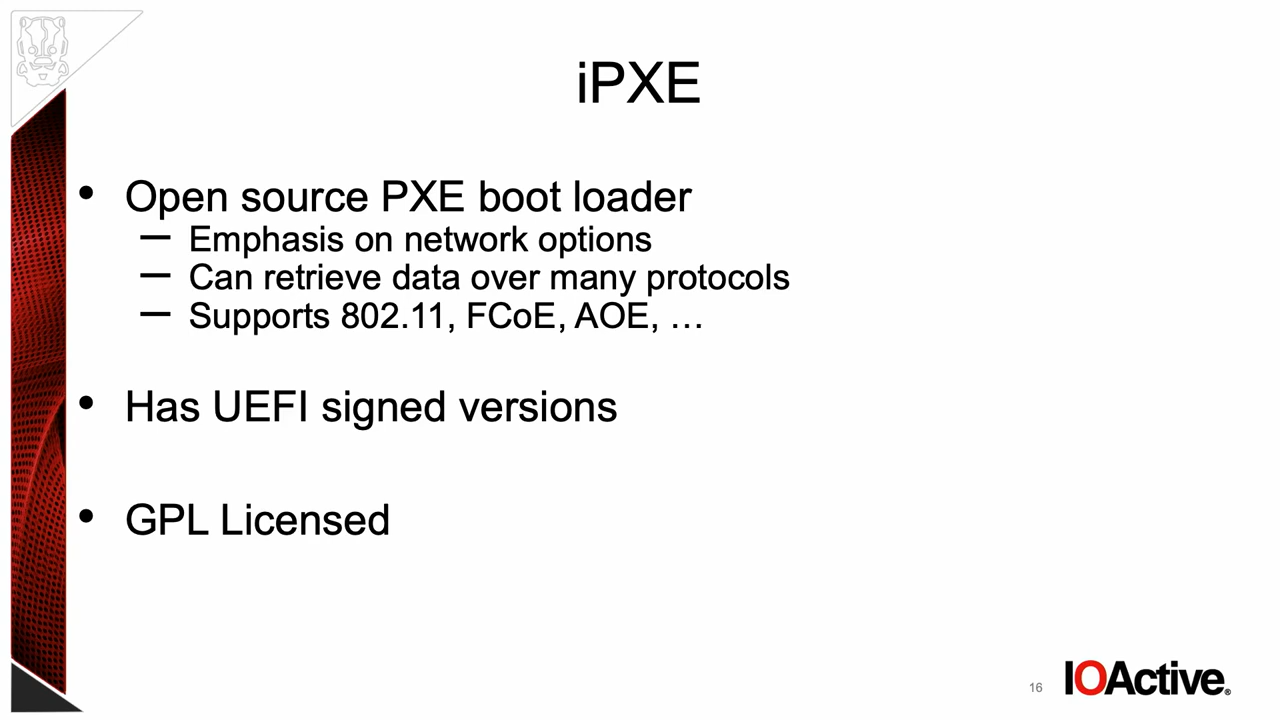 iPXE
• Open source PXE boot loader
— Emphasis on network options
— Can retrieve data over many protocols
— Supports 802.11, FCoE, AOE, …
• Has UEFI signed versions
• GPL Licensed
16
IOActive®